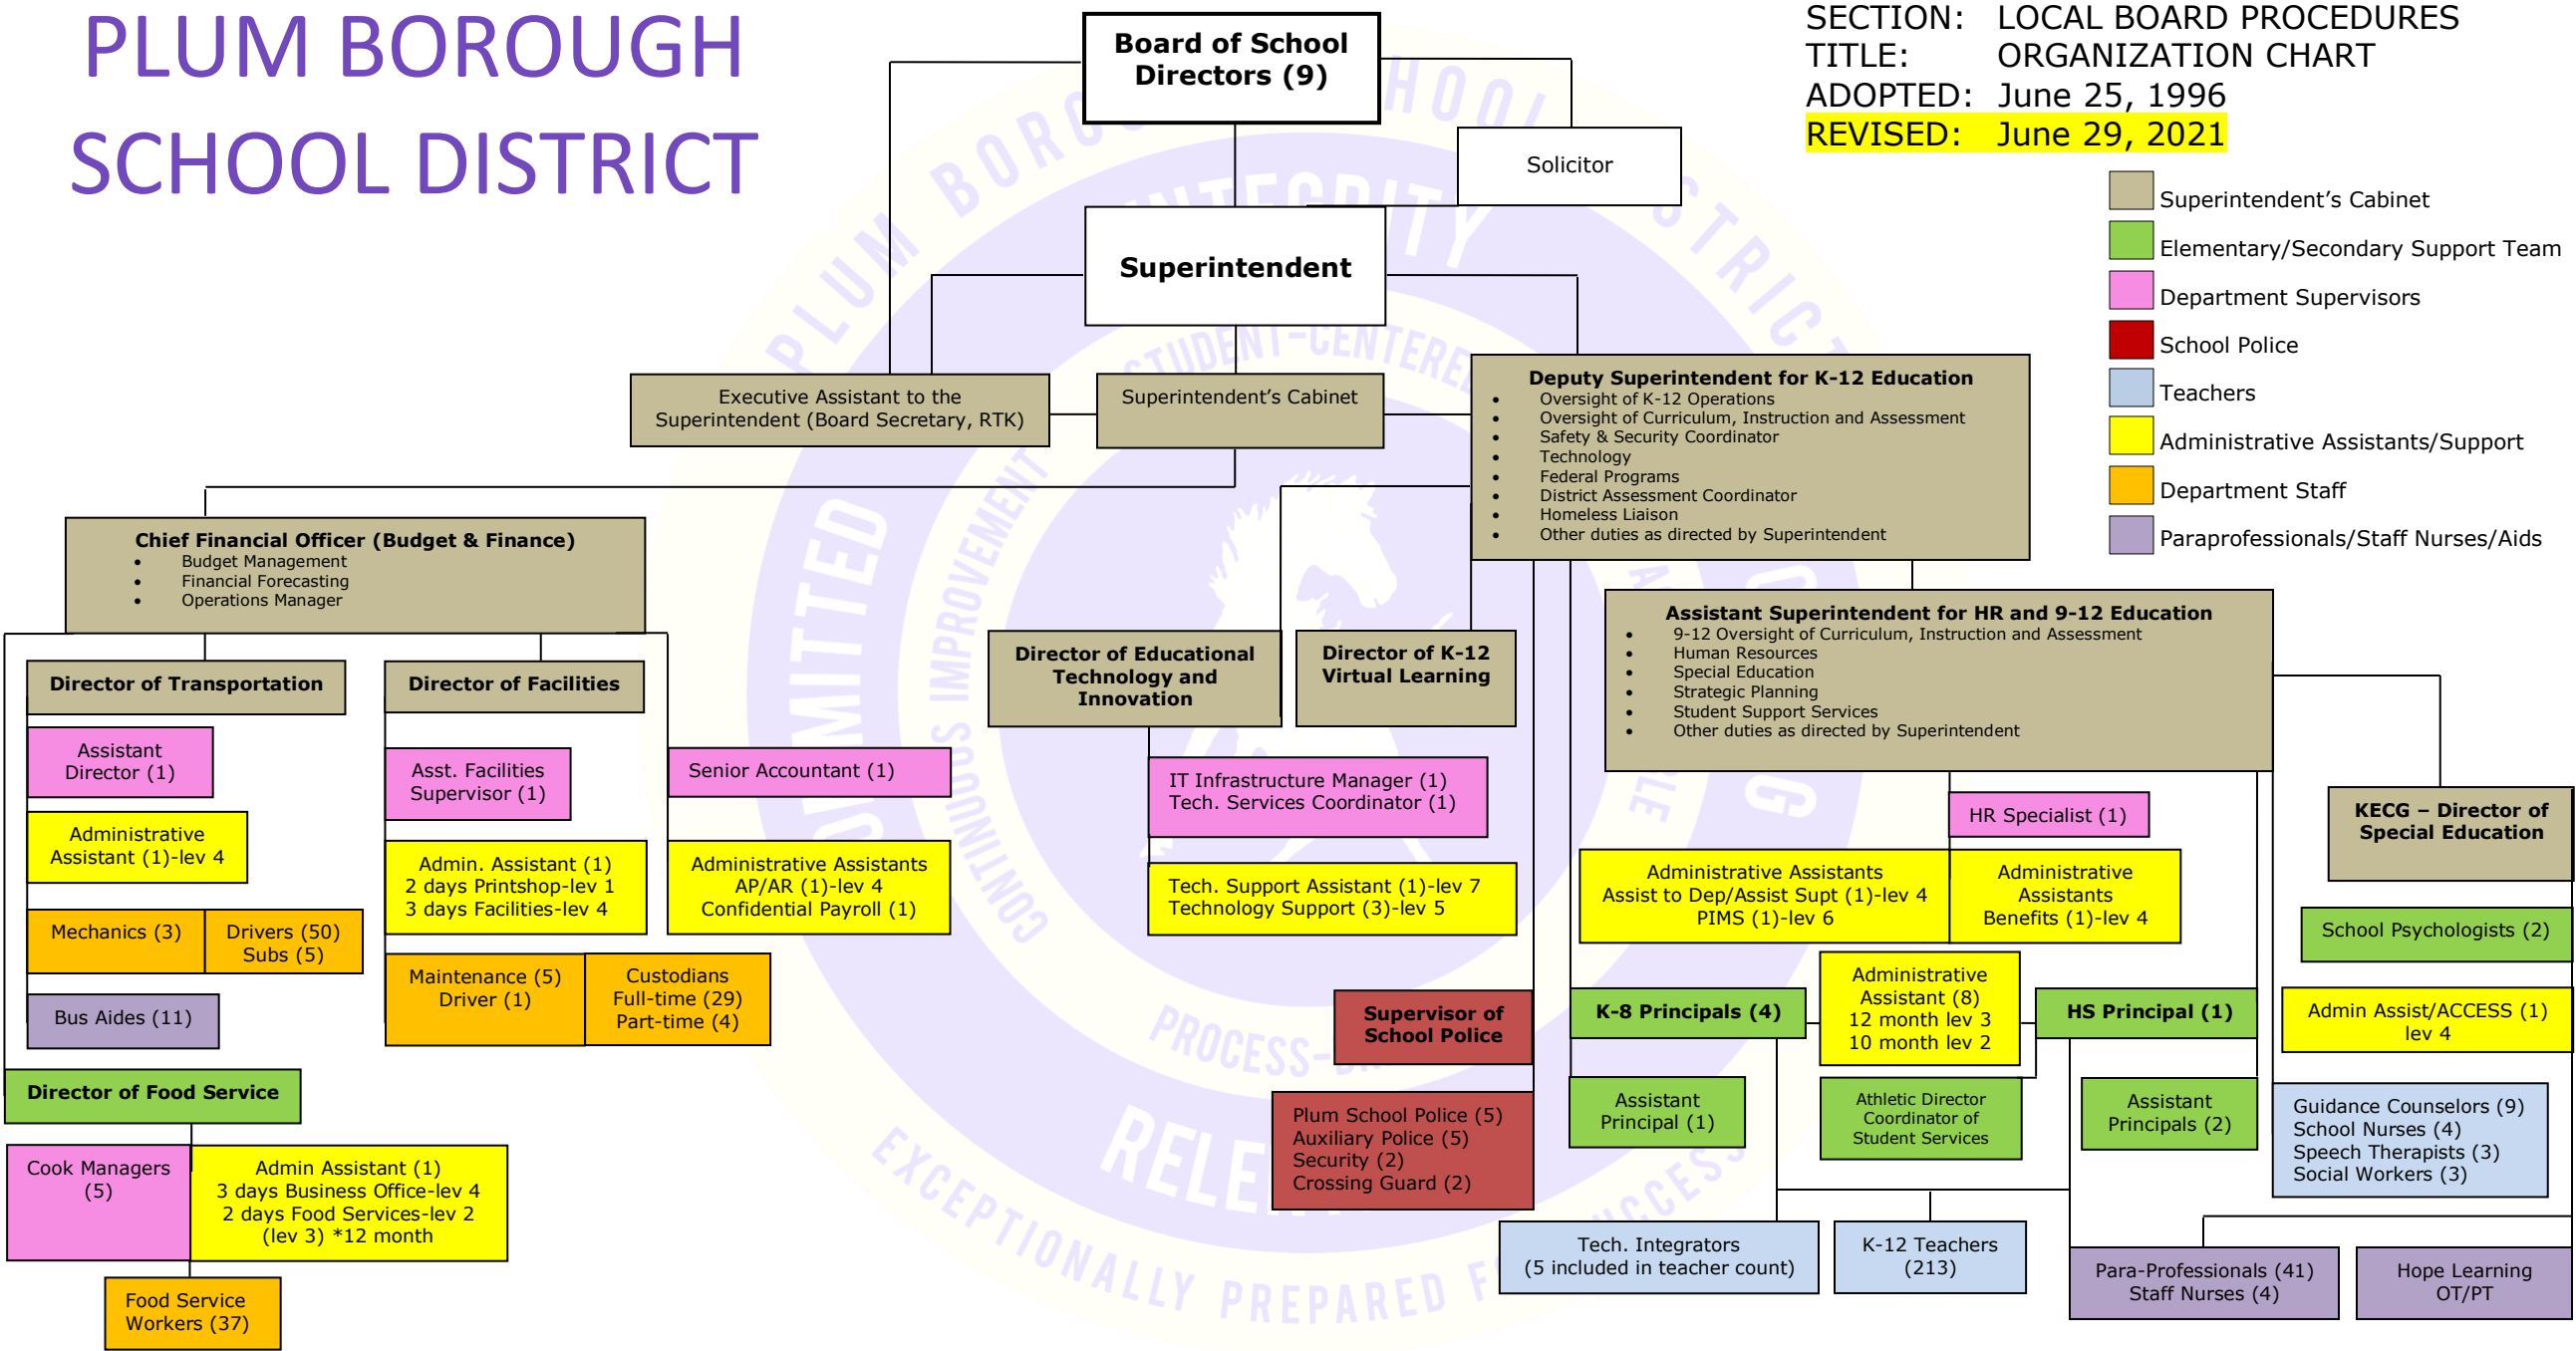 PLUM BOROUGH
SCHOOL DISTRICT
SECTION: LOCAL BOARD PROCEDURES
TITLE: ORGANIZATION CHART
ADOPTED: June 25, 1996
REVISED: June 29, 2021
Superintendent's Cabinet
Elementary/Secondary Support Team
Department Supervisors
School Police
Teachers
Administrative Assistants/Support
Department Staff
Paraprofessionals/Staff Nurses/Aids
Board of School
Directors (9)
Solicitor
Superintendent
Executive Assistant to the
Superintendent (Board Secretary, RTK)
Superintendent's Cabinet
Deputy Superintendent for K-12 Education
• Oversight of K-12 Operations
• Oversight of Curriculum, Instruction and Assessment
• Safety & Security Coordinator
• Technology
• Federal Programs
• District Assessment Coordinator
• Homeless Liaison
• Other duties as directed by Superintendent
Chief Financial Officer (Budget & Finance)
• Budget Management
• Financial Forecasting
• Operations Manager
Assistant Superintendent for HR and 9-12 Education
• 9-12 Oversight of Curriculum, Instruction and Assessment
• Human Resources
• Special Education
• Strategic Planning
• Student Support Services
• Other duties as directed by Superintendent
Director of Transportation
Assistant
Director (1)
Administrative
Assistant (1)-lev 4
Mechanics (3)
Drivers (50)
Subs (5)
Bus Aides (11)
Director of Facilities
Asst. Facilities
Supervisor (1)
Admin. Assistant (1)
2 days Printshop-lev 1
3 days Facilities-lev 4
Maintenance (5)
Driver (1)
Custodians
Full-time (29)
Part-time (4)
Senior Accountant (1)
Administrative Assistants
AP/AR (1)-lev 4
Confidential Payroll (1)
Director of Food Service
Cook Managers
(5)
Admin Assistant (1)
3 days Business Office-lev 4
2 days Food Services-lev 2
(lev 3) *12 month
Food Service
Workers (37)
Director of Educational
Technology and
Innovation
IT Infrastructure Manager (1)
Tech. Services Coordinator (1)
Tech. Support Assistant (1)-lev 7
Technology Support (3)-lev 5
Director of K-12
Virtual Learning
Supervisor of
School Police
Plum School Police (5)
Auxiliary Police (5)
Security (2)
Crossing Guard (2)
HR Specialist (1)
Administrative Assistants
Assist to Dep/Assist Supt (1)-lev 4
PIMS (1)-lev 6
Administrative
Assistants
Benefits (1)-lev 4
K-8 Principals (4)
Administrative
Assistant (8)
12 month lev 3
10 month lev 2
HS Principal (1)
Assistant
Principal (1)
Athletic Director
Coordinator of
Student Services
Assistant
Principals (2)
Tech. Integrators
(5 included in teacher count)
K-12 Teachers
(213)
KECG – Director of
Special Education
School Psychologists (2)
Admin Assist/ACCESS (1)
lev 4
Guidance Counselors (9)
School Nurses (4)
Speech Therapists (3)
Social Workers (3)
Para-Professionals (41)
Staff Nurses (4)
Hope Learning
OT/PT
PLUM
INTEGRITY
STUDENT-CENTERE
CONTINUOUS IMPROVEMENT
EXCEPTIONALLY PREPARED